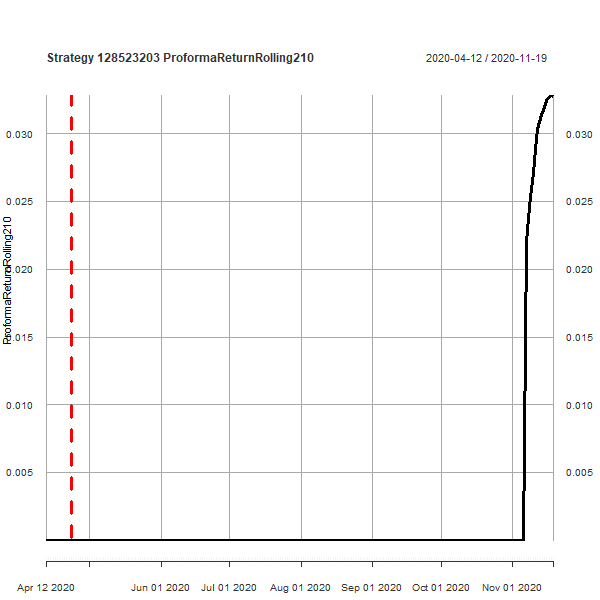 Strategy 128523203 ProformaReturnRolling210
2020-04-12 / 2020-11-19
ProformaReturnRolling210
0.030 0.030
0.025 0.025
0.020 0.020
0.015 0.015
0.010 0.010
0.005 0.005
Apr 12 2020 Jun 01 2020 Jul 01 2020 Aug 01 2020 Sep 01 2020 Oct 01 2020 Nov 01 2020